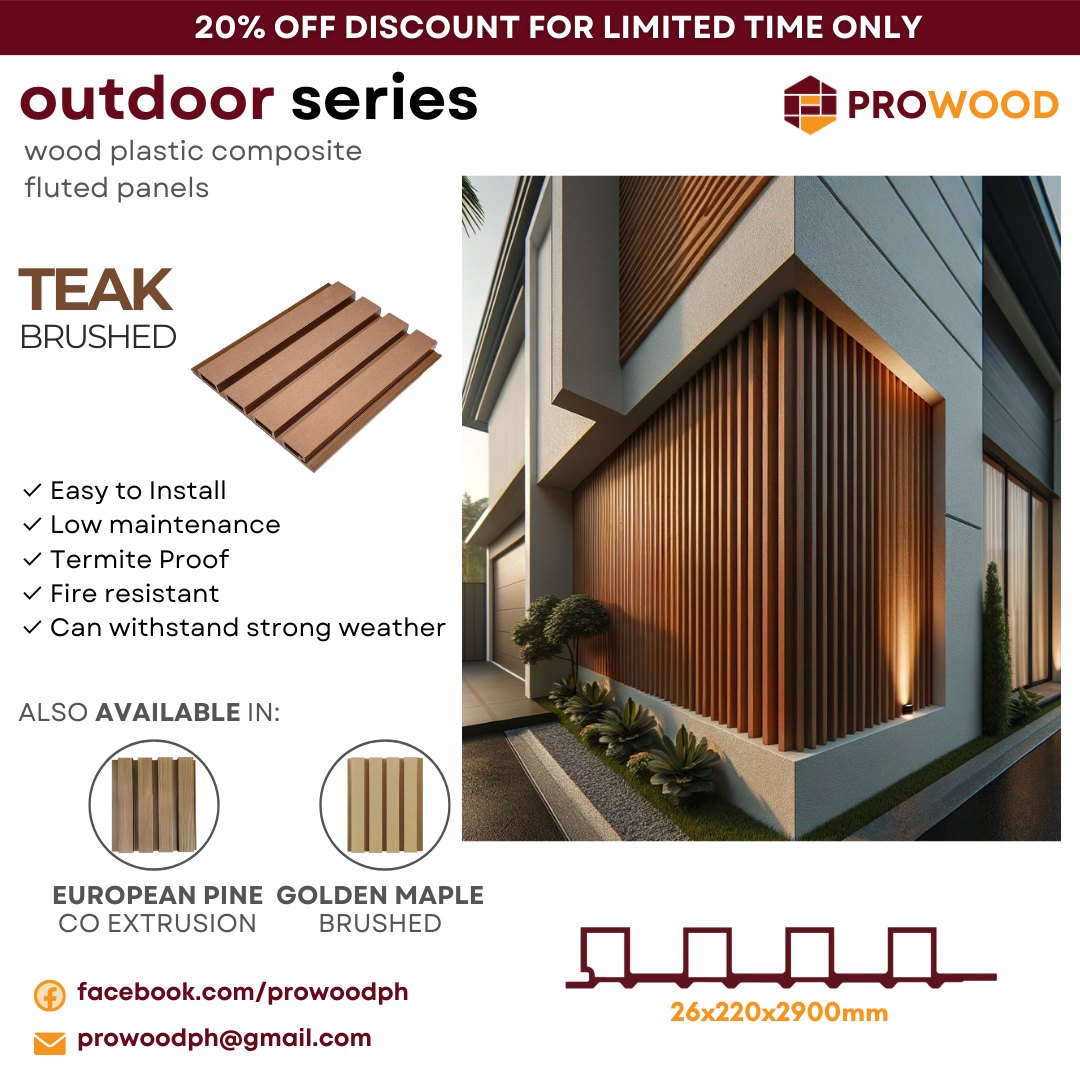 20% OFF DISCOUNT FOR LIMITED TIME ONLY
outdoor series
PROWOOD
wood plastic composite
fluted panels
TEAK
BRUSHED
✓ Easy to Install
✓ Low maintenance
✓ Termite Proof
✓ Fire resistant
✓ Can withstand strong weather
ALSO AVAILABLE IN:
EUROPEAN PINE
CO EXTRUSION
GOLDEN MAPLE
BRUSHED
26x220x2900mm
facebook.com/prowoodph
prowoodph@gmail.com